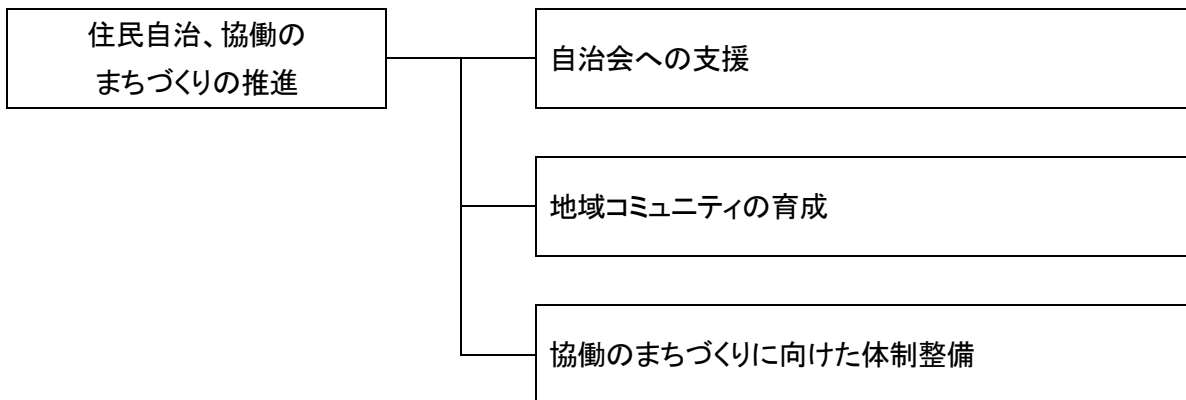 住民自治、協働の
まちづくりの推進
自治会への支援
地域コミュニティの育成
協働のまちづくりに向けた体制整備